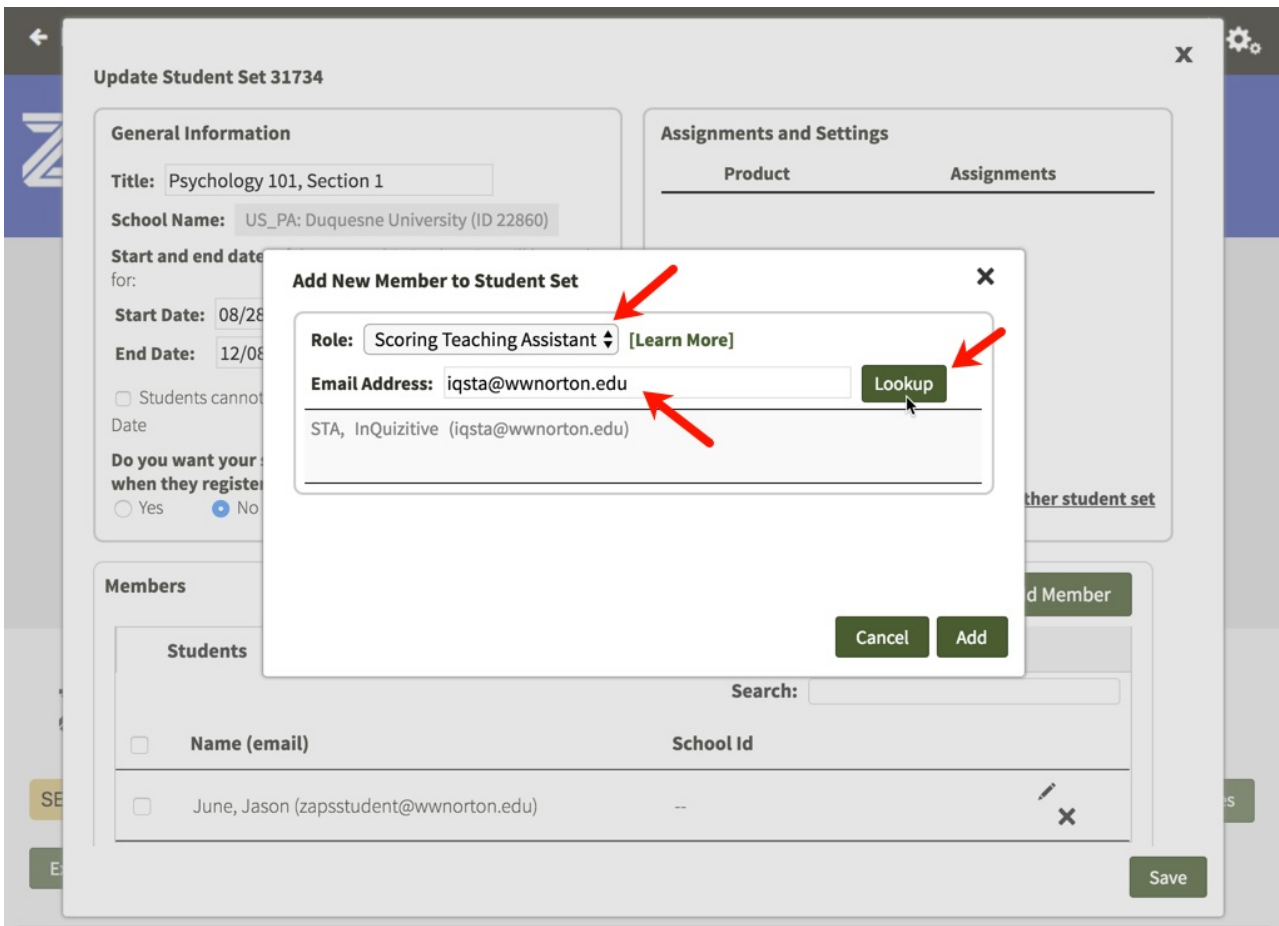 Update Student Set 31734
X
General Information
Title: Psychology 101, Section 1
School Name: US_PA: Duquesne University (ID 22860)
Start and end date
for:
Start Date: 08/28
End Date: 12/08
Students cannot
Date
Do you want your
when they register
Yes No
Assignments and Settings
Product Assignments
ther student set
Add New Member to Student Set
Role: Scoring Teaching Assistant [Learn More]
Email Address: iqsta@wwnorton.edu Lookup
STA, InQuizitive (iqsta@wwnorton.edu)
Cancel Add
Members
d Member
Students
Search:
Name (email) School Id
June, Jason (zapsstudent@wwnorton.edu) --
SE
Save